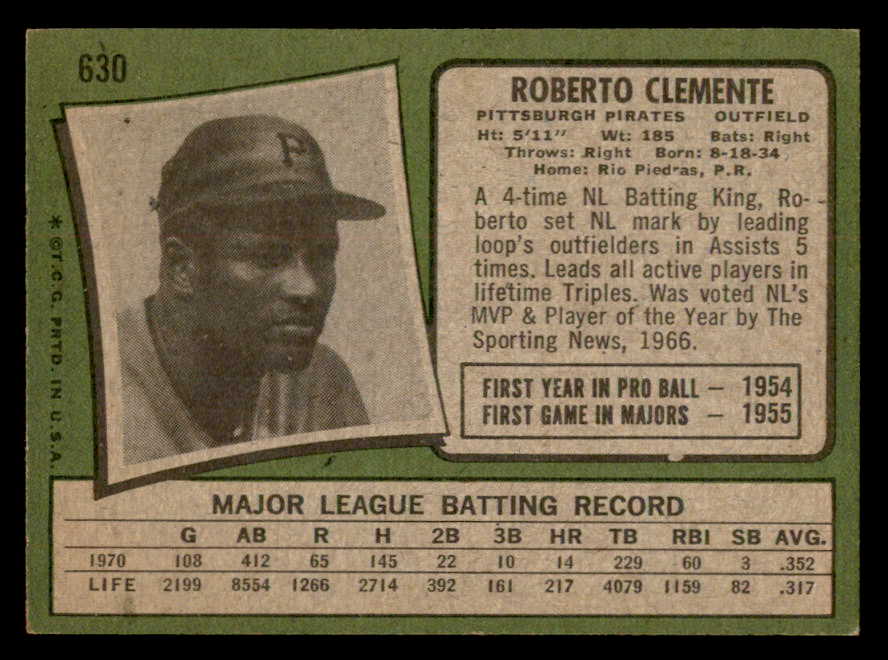 630
P
ROBERTO CLEMENTE
PITTSBURGH PIRATES OUTFIELD
Ht: 5'11" Wt: 185 Bats: Right
Throws: Right Born: 8-18-34
Home: Rio Piedras, P.R.
A 4-time NL Batting King, Ro-
berto set NL mark by leading
loop's outfielders in Assists 5
times. Leads all active players in
lifetime Triples. Was voted NL's
MVP & Player of the Year by The
Sporting News, 1966.
FIRST YEAR IN PRO BALL — 1954
FIRST GAME IN MAJORS — 1955
* ©T.C.G. PRTD. IN U.S.A.
MAJOR LEAGUE BATTING RECORD
G AB R H 2B 3B HR TB RBI SB AVG.
1970 108 412 65 145 22 10 14 229 60 3 .352
LIFE 2199 8554 1266 2714 392 161 217 4079 1159 82 .317